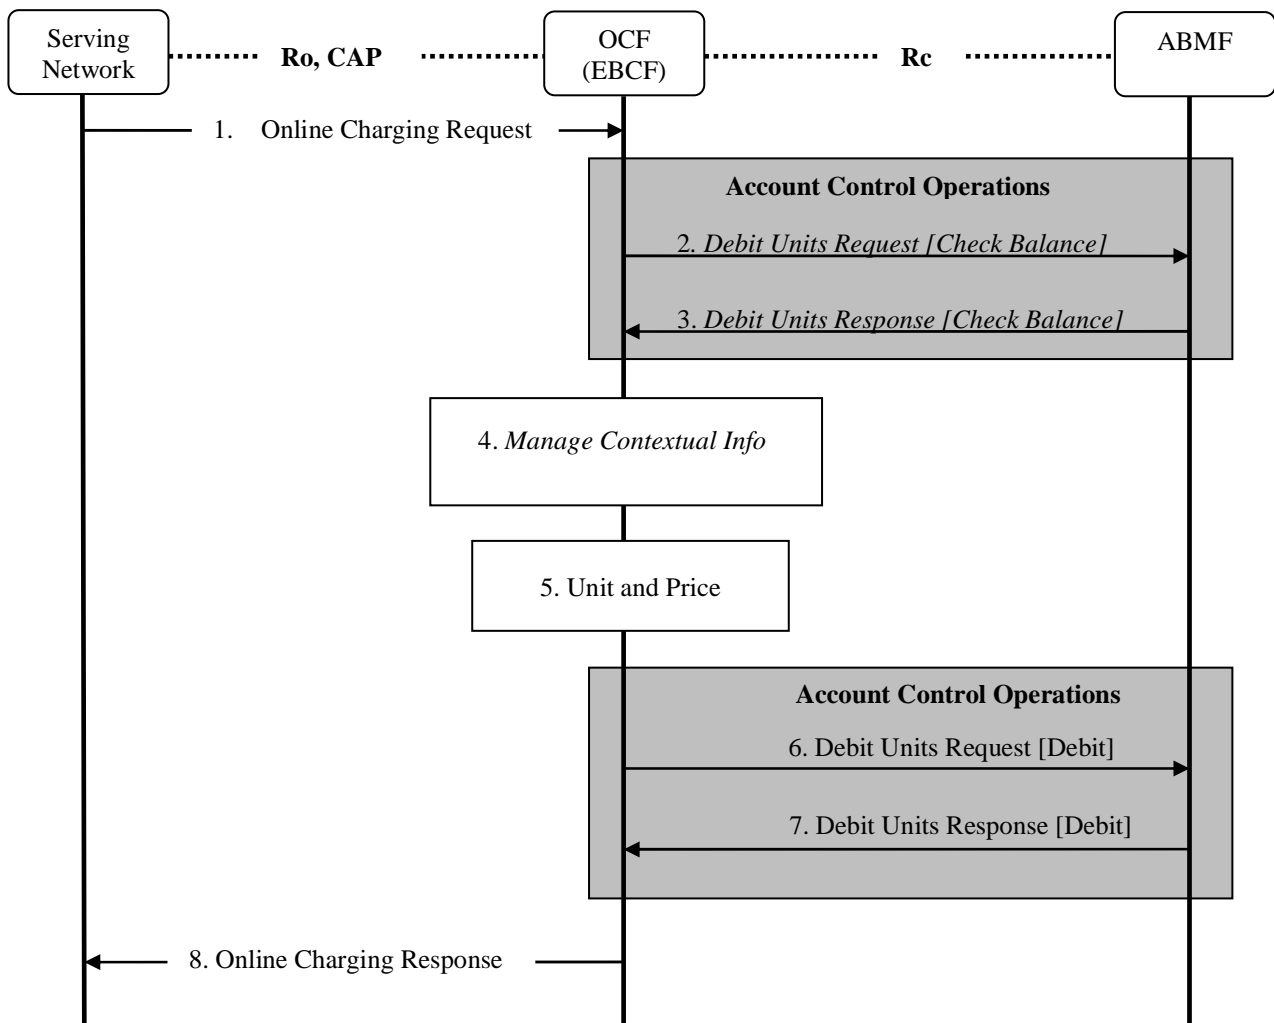 Serving
Network
Ro, CAP
OCF
(EBCF)
Rc
ABMF
1. Online Charging Request
Account Control Operations
2. Debit Units Request [Check Balance]
3. Debit Units Response [Check Balance]
4. Manage Contextual Info
5. Unit and Price
Account Control Operations
6. Debit Units Request [Debit]
7. Debit Units Response [Debit]
8. Online Charging Response